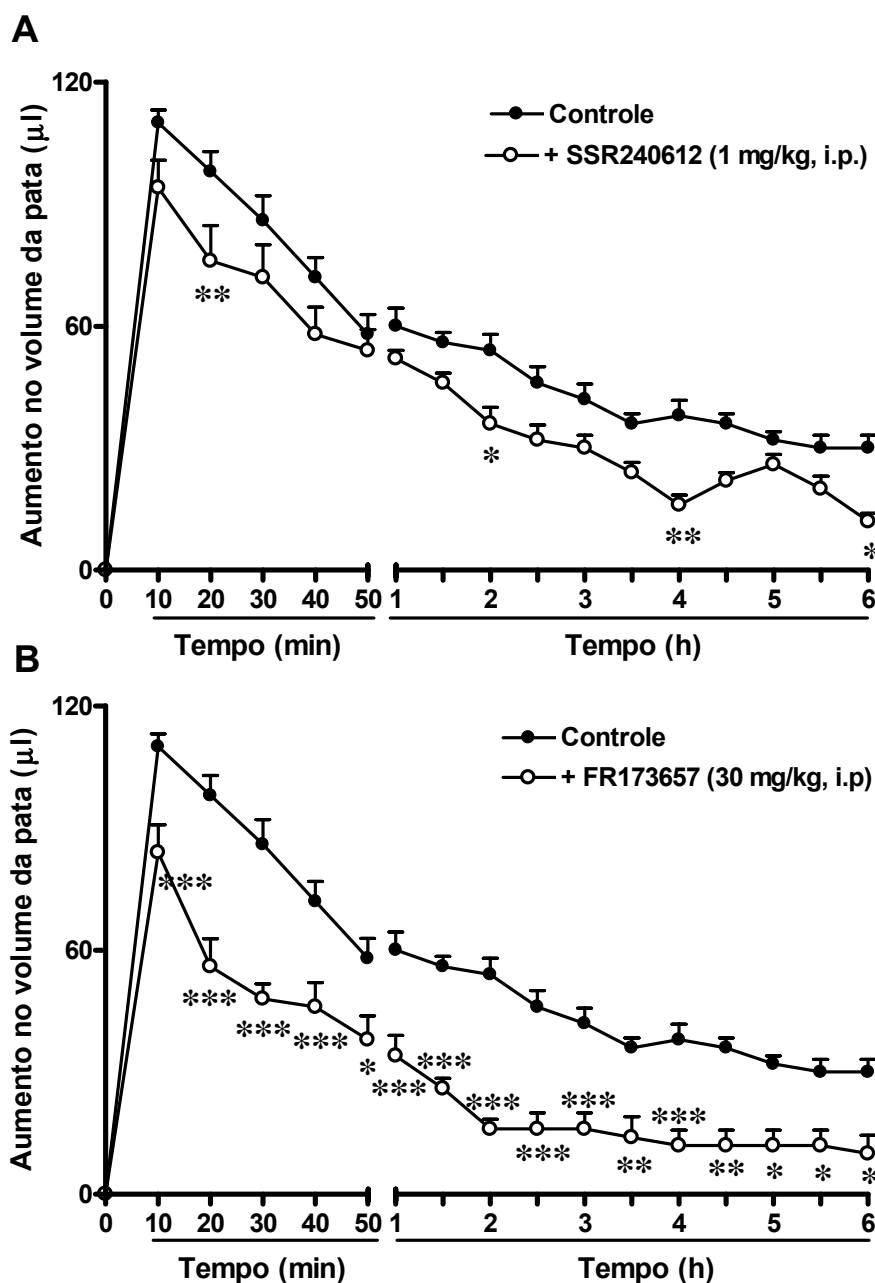 A
120
Controle
+ SSR240612 (1 mg/kg, i.p.)
Aumento no volume da pata (μl)
60
**
*
**
*
0
0 10 20 30 40 50 1 2 3 4 5 6
Tempo (min) Tempo (h)
B
120
Controle
+ FR173657 (30 mg/kg, i.p)
Aumento no volume da pata (μl)
***
60
***
***
***
*
***
***
***
***
***
**
***
**
*
*
*
0
0 10 20 30 40 50 1 2 3 4 5 6
Tempo (min) Tempo (h)